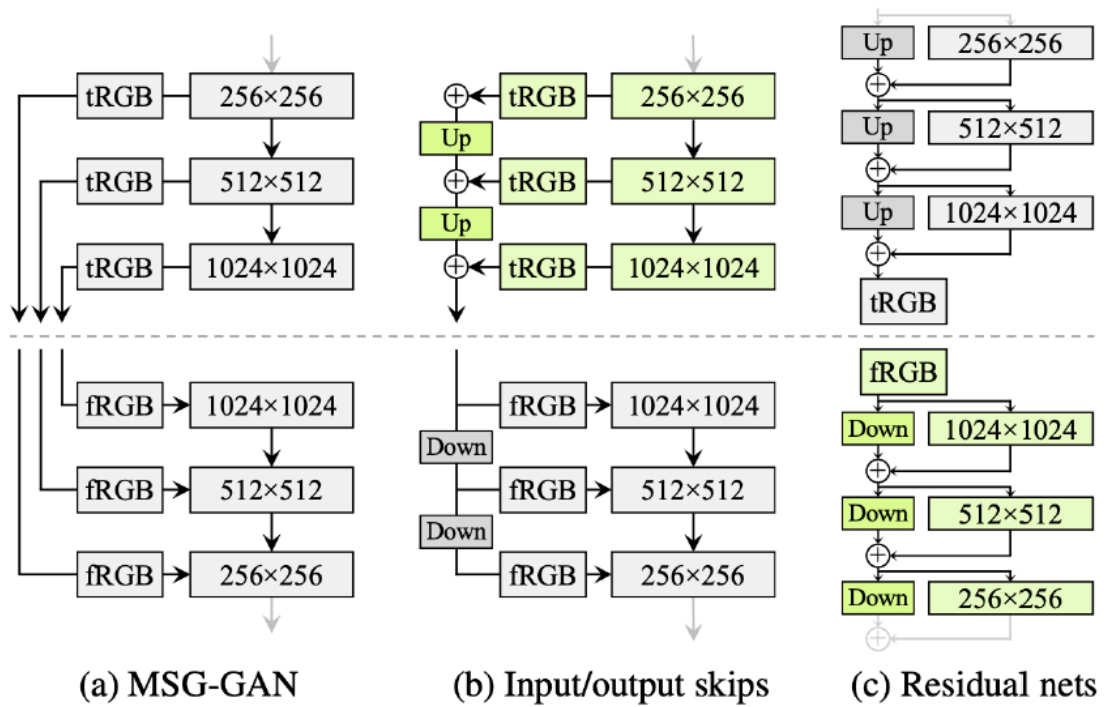 tRGB 256×256
tRGB 512×512
tRGB 1024×1024
fRGB 1024×1024
fRGB 512×512
fRGB 256×256
(a) MSG-GAN
tRGB 256×256
Up
tRGB 512×512
Up
tRGB 1024×1024
fRGB 1024×1024
Down
fRGB 512×512
Down
fRGB 256×256
(b) Input/output skips
Up 256×256
Up 512×512
Up 1024×1024
tRGB
fRGB
Down 1024×1024
Down 512×512
Down 256×256
(c) Residual nets